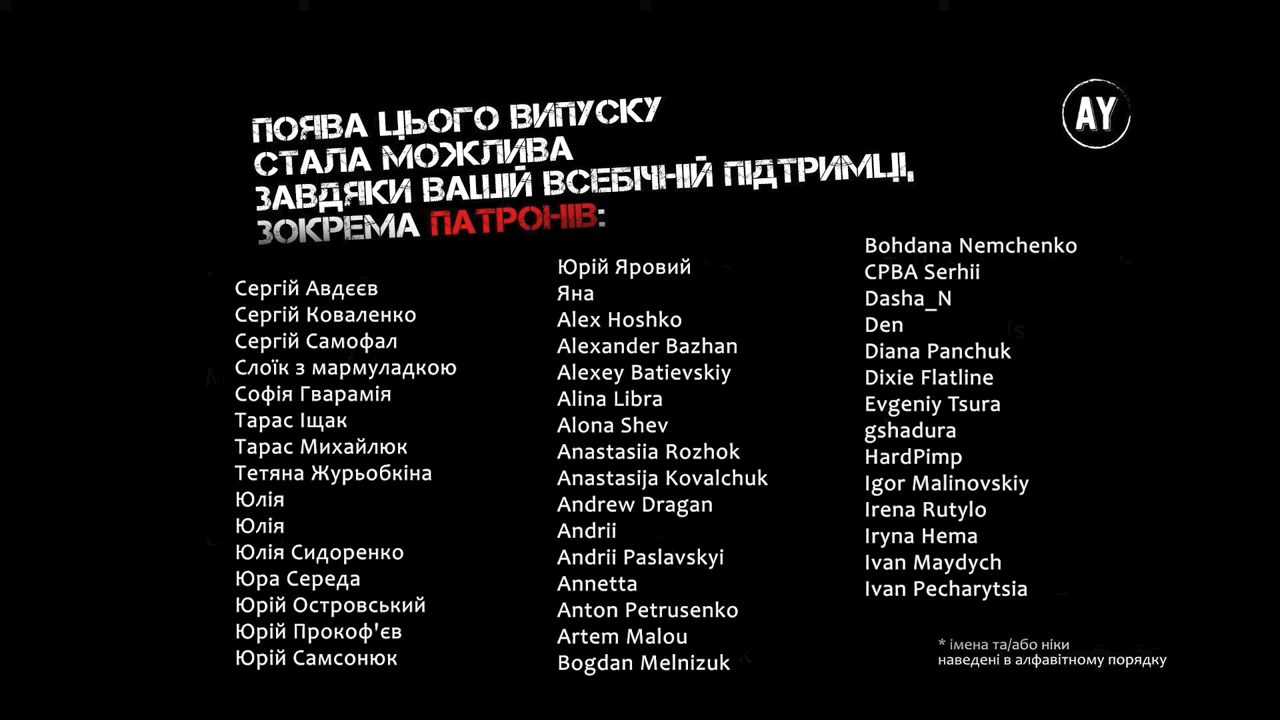 ПОЯВА ЦЬОГО ВИПУСКУ
СТАЛА МОЖЛИВА
ЗАВДЯКИ ВАШІЙ ВСЕБІЧНІЙ ПІДТРИМЦІ,
ЗОКРЕМА ПАТРОНІВ:
AY
Сергій Авдєєв
Сергій Коваленко
Сергій Самофал
Слоїк з мармуладкою
Софія Гварамія
Тарас Іщак
Тарас Михайлюк
Тетяна Журьобкіна
Юлія
Юлія
Юлія Сидоренко
Юра Середа
Юрій Островський
Юрій Прокоф'єв
Юрій Самсонюк
Юрій Яровий
Яна
Alex Hoshko
Alexander Bazhan
Alexey Batievskiy
Alina Libra
Alona Shev
Anastasiia Rozhok
Anastasija Kovalchuk
Andrew Dragan
Andrii
Andrii Paslavskyi
Annetta
Anton Petrusenko
Artem Malou
Bogdan Melnizuk
Bohdana Nemchenko
CPBA Serhii
Dasha_N
Den
Diana Panchuk
Dixie Flatline
Evgeniy Tsura
gshadura
HardPimp
Igor Malinovskiy
Irena Rutylo
Iryna Hema
Ivan Maydych
Ivan Pecharytsia
* імена та/або ніки
наведені в алфавітному порядку